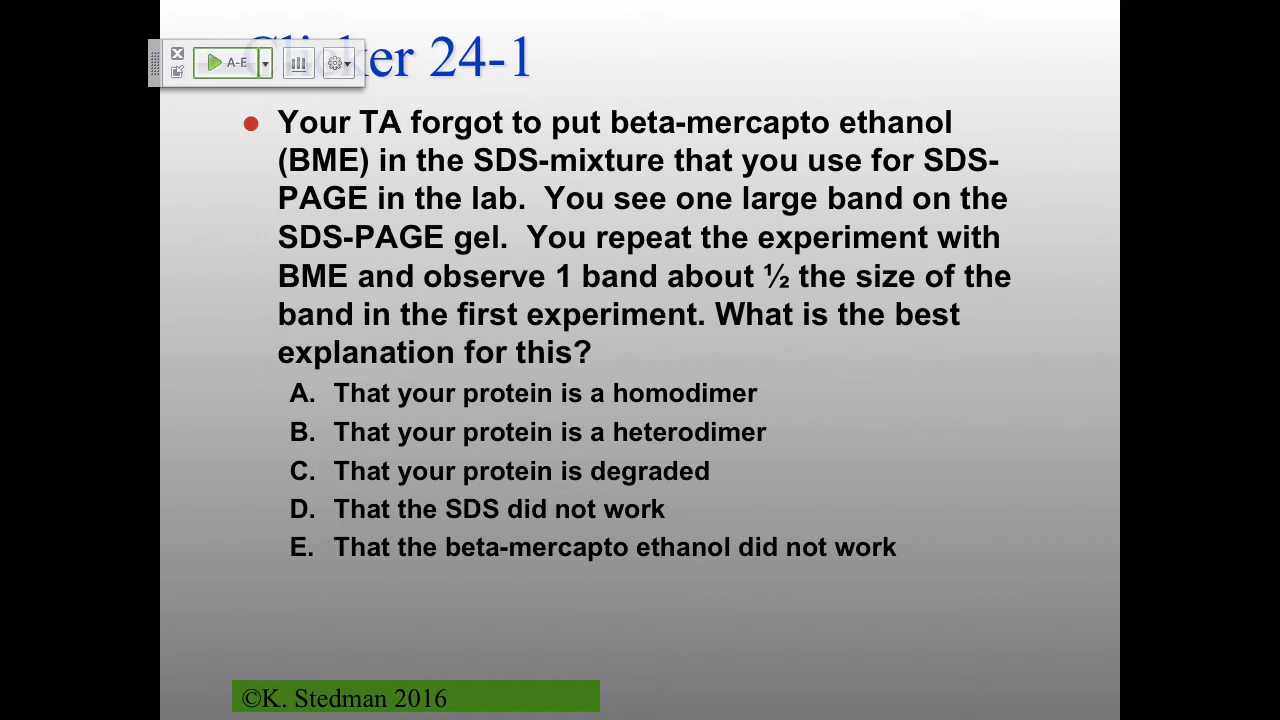 Clicker 24-1
A-E
Your TA forgot to put beta-mercapto ethanol
(BME) in the SDS-mixture that you use for SDS-
PAGE in the lab.  You see one large band on the
SDS-PAGE gel.  You repeat the experiment with
BME and observe 1 band about ½ the size of the
band in the first experiment. What is the best
explanation for this?
A. That your protein is a homodimer
B. That your protein is a heterodimer
C. That your protein is degraded
D. That the SDS did not work
E. That the beta-mercapto ethanol did not work
©K. Stedman 2016